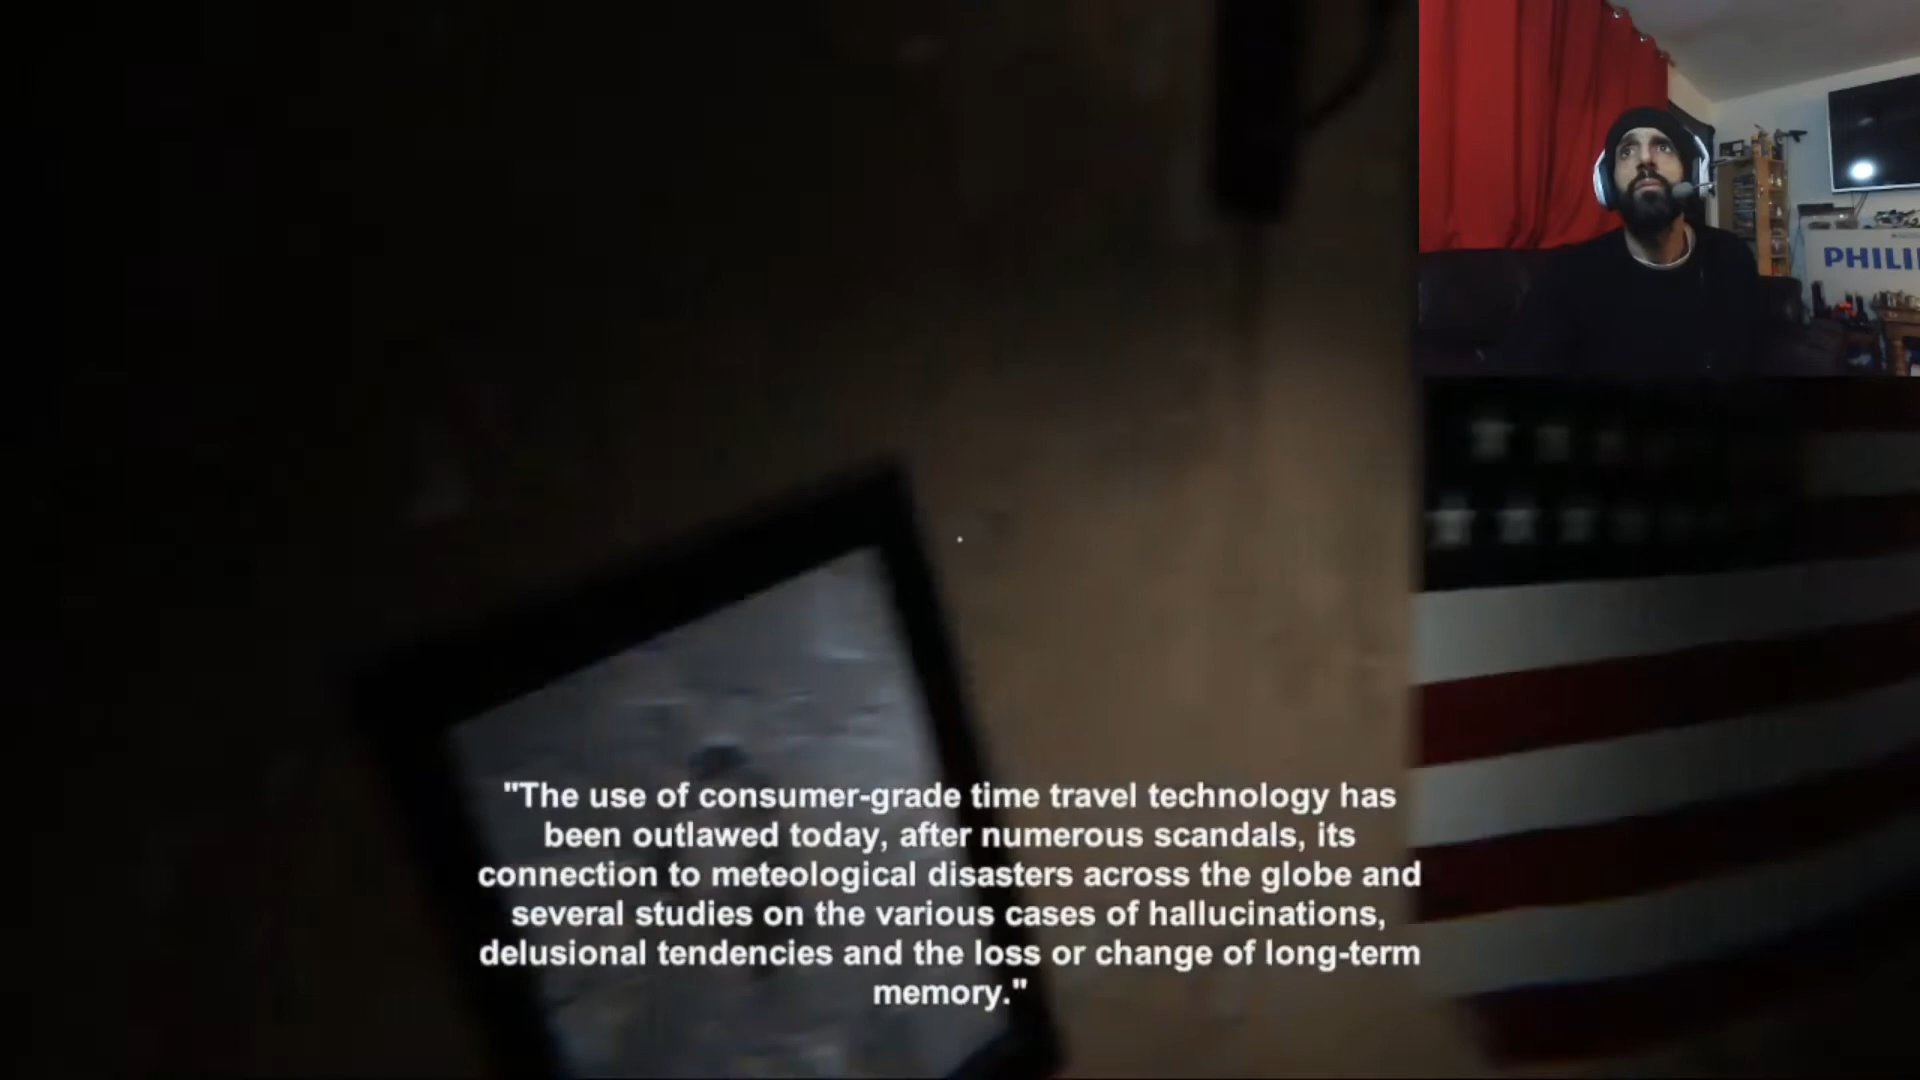 PHILI
"The use of consumer-grade time travel technology has
been outlawed today, after numerous scandals, its
connection to meteological disasters across the globe and
several studies on the various cases of hallucinations,
delusional tendencies and the loss or change of long-term
memory."